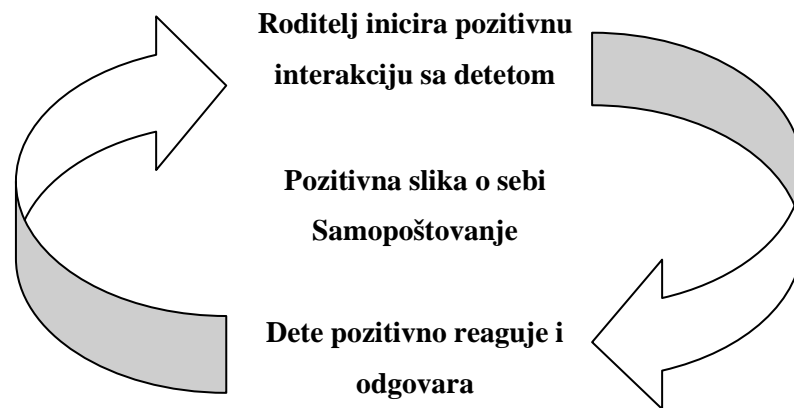 Roditelj inicira pozitivnu
interakciju sa detetom
Pozitivna slika o sebi
Samopoštovanje
Dete pozitivno reaguje i
odgovara